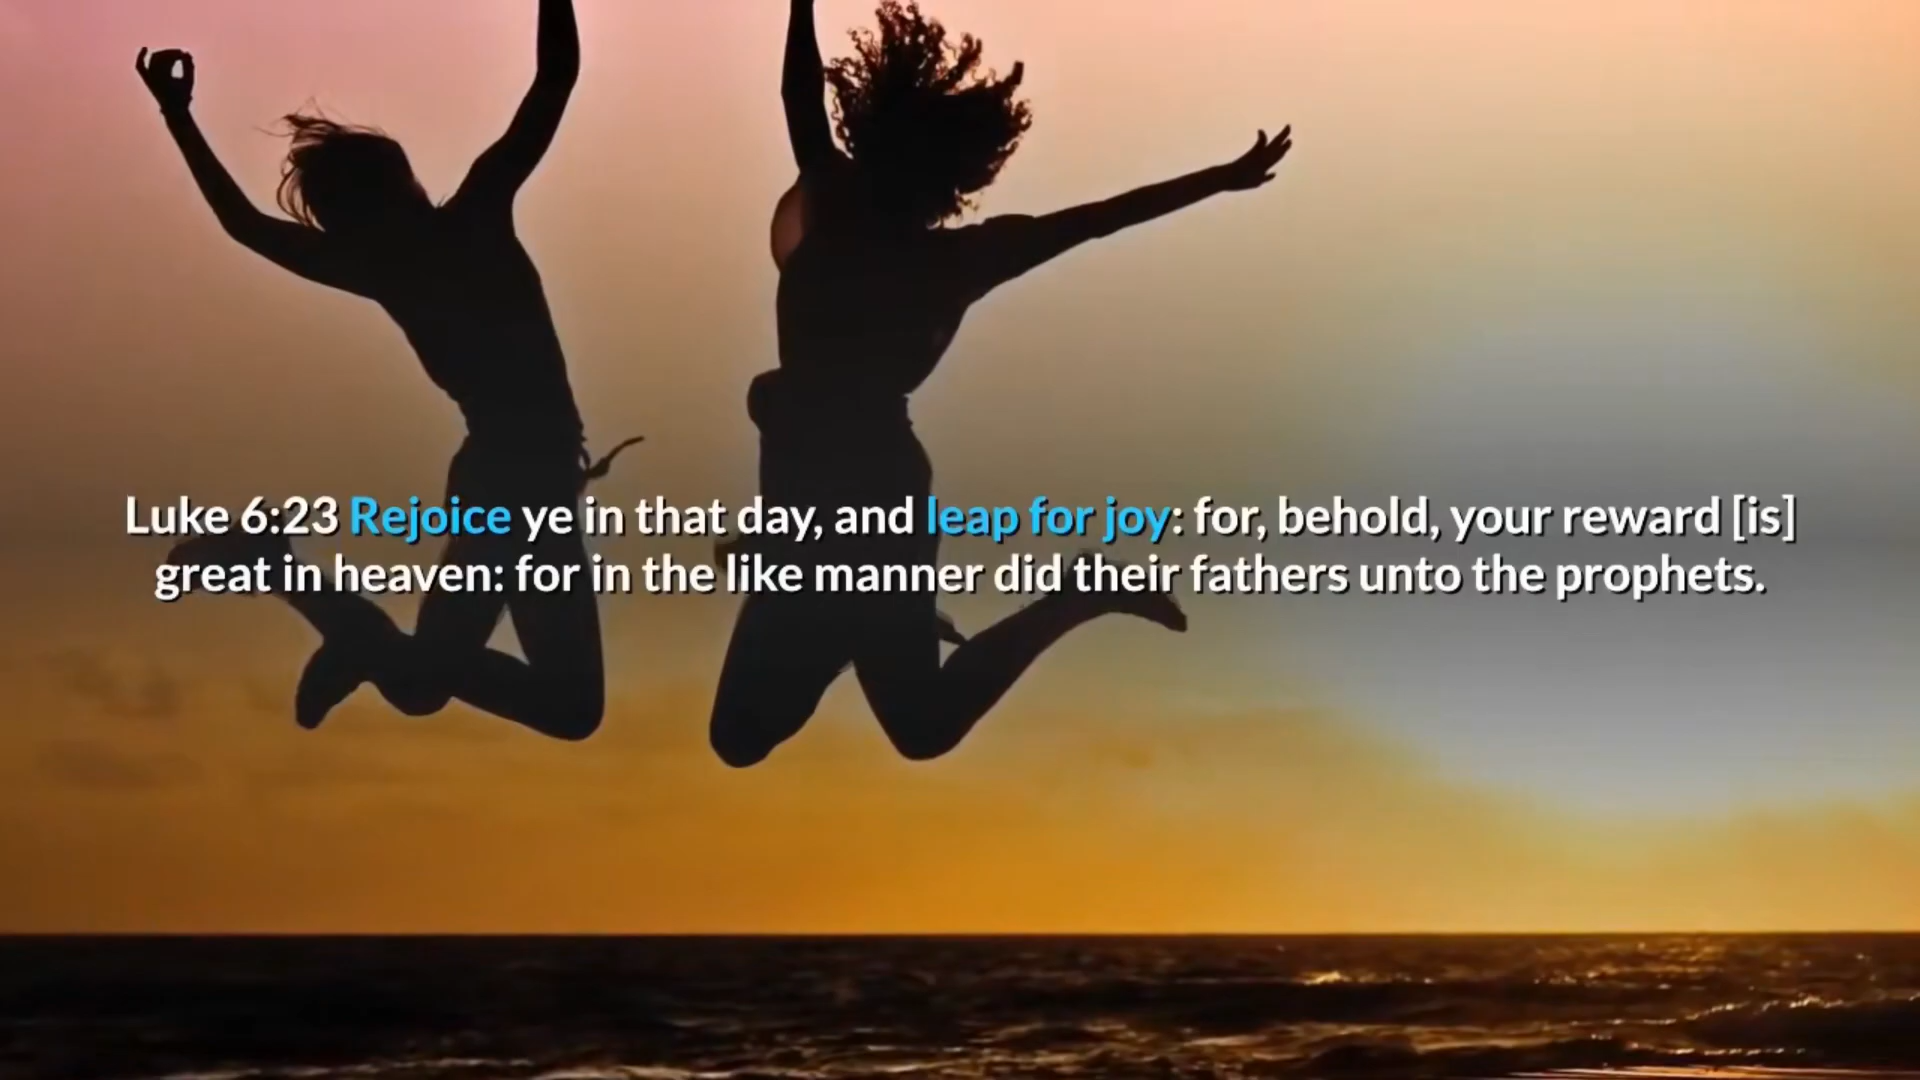 Luke 6:23 Rejoice ye in that day, and leap for joy: for, behold, your reward [is]
great in heaven: for in the like manner did their fathers unto the prophets.